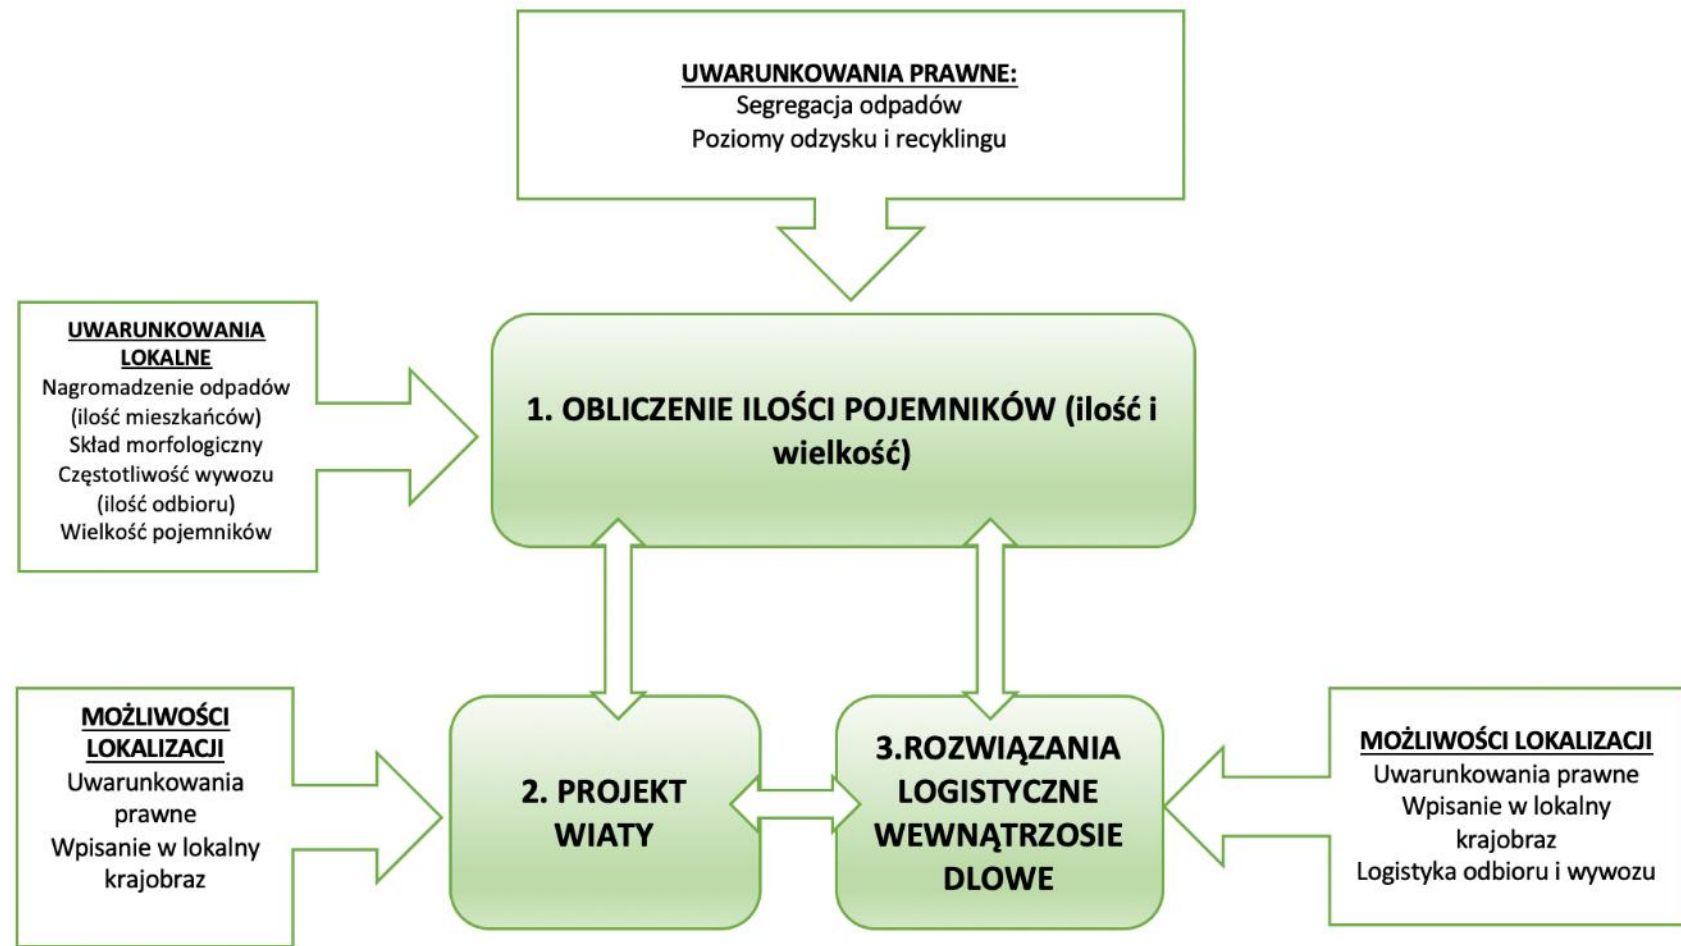 UWARUNKOWANIA PRAWNE:
Segregacja odpadów
Poziomy odzysku i recyklingu
UWARUNKOWANIA
LOKALNE
Nagromadzenie odpadów
(ilość mieszkańców)
Skład morfologiczny
Częstotliwość wywozu
(ilość odbioru)
Wielkość pojemników
1. OBLICZENIE ILOŚCI POJEMNIKÓW (ilość i
wielkość)
MOŻLIWOŚCI
LOKALIZACJI
Uwarunkowania
prawne
Wpisanie w lokalny
krajobraz
2. PROJEKT
WIATY
3.ROZWIĄZANIA
LOGISTYCZNE
WEWNĄTRZOSIE
DLOWE
MOŻLIWOŚCI LOKALIZACJI
Uwarunkowania prawne
Wpisanie w lokalny
krajobraz
Logistyka odbioru i wywozu